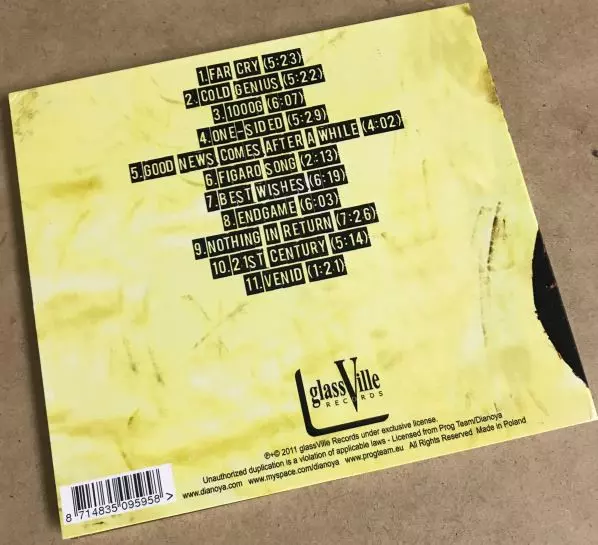 1.FAR CRY (5:23)
2.COLD GENIUS (5:22)
3.1000G (6:07)
4.ONE-SIDED (5:29)
5.GOOD NEWS COMES AFTER A WHILE (4:02)
6.FIGARO SONG (2:13)
7.BEST WISHES (6:19)
8.ENDGAME (6:03)
9.NOTHING IN RETURN (7:26)
10.21ST CENTURY (5:14)
11.VENID (1:21)
glassVille
RECORDS
℗+© 2011 glassVille Records under exclusive license.
Unauthorized duplication is a violation of applicable laws - Licensed from Prog Team/Dianoya
www.dianoya.com www.myspace.com/dianoya www.progteam.eu All Rights Reserved Made in Poland
8 714835 095958 >